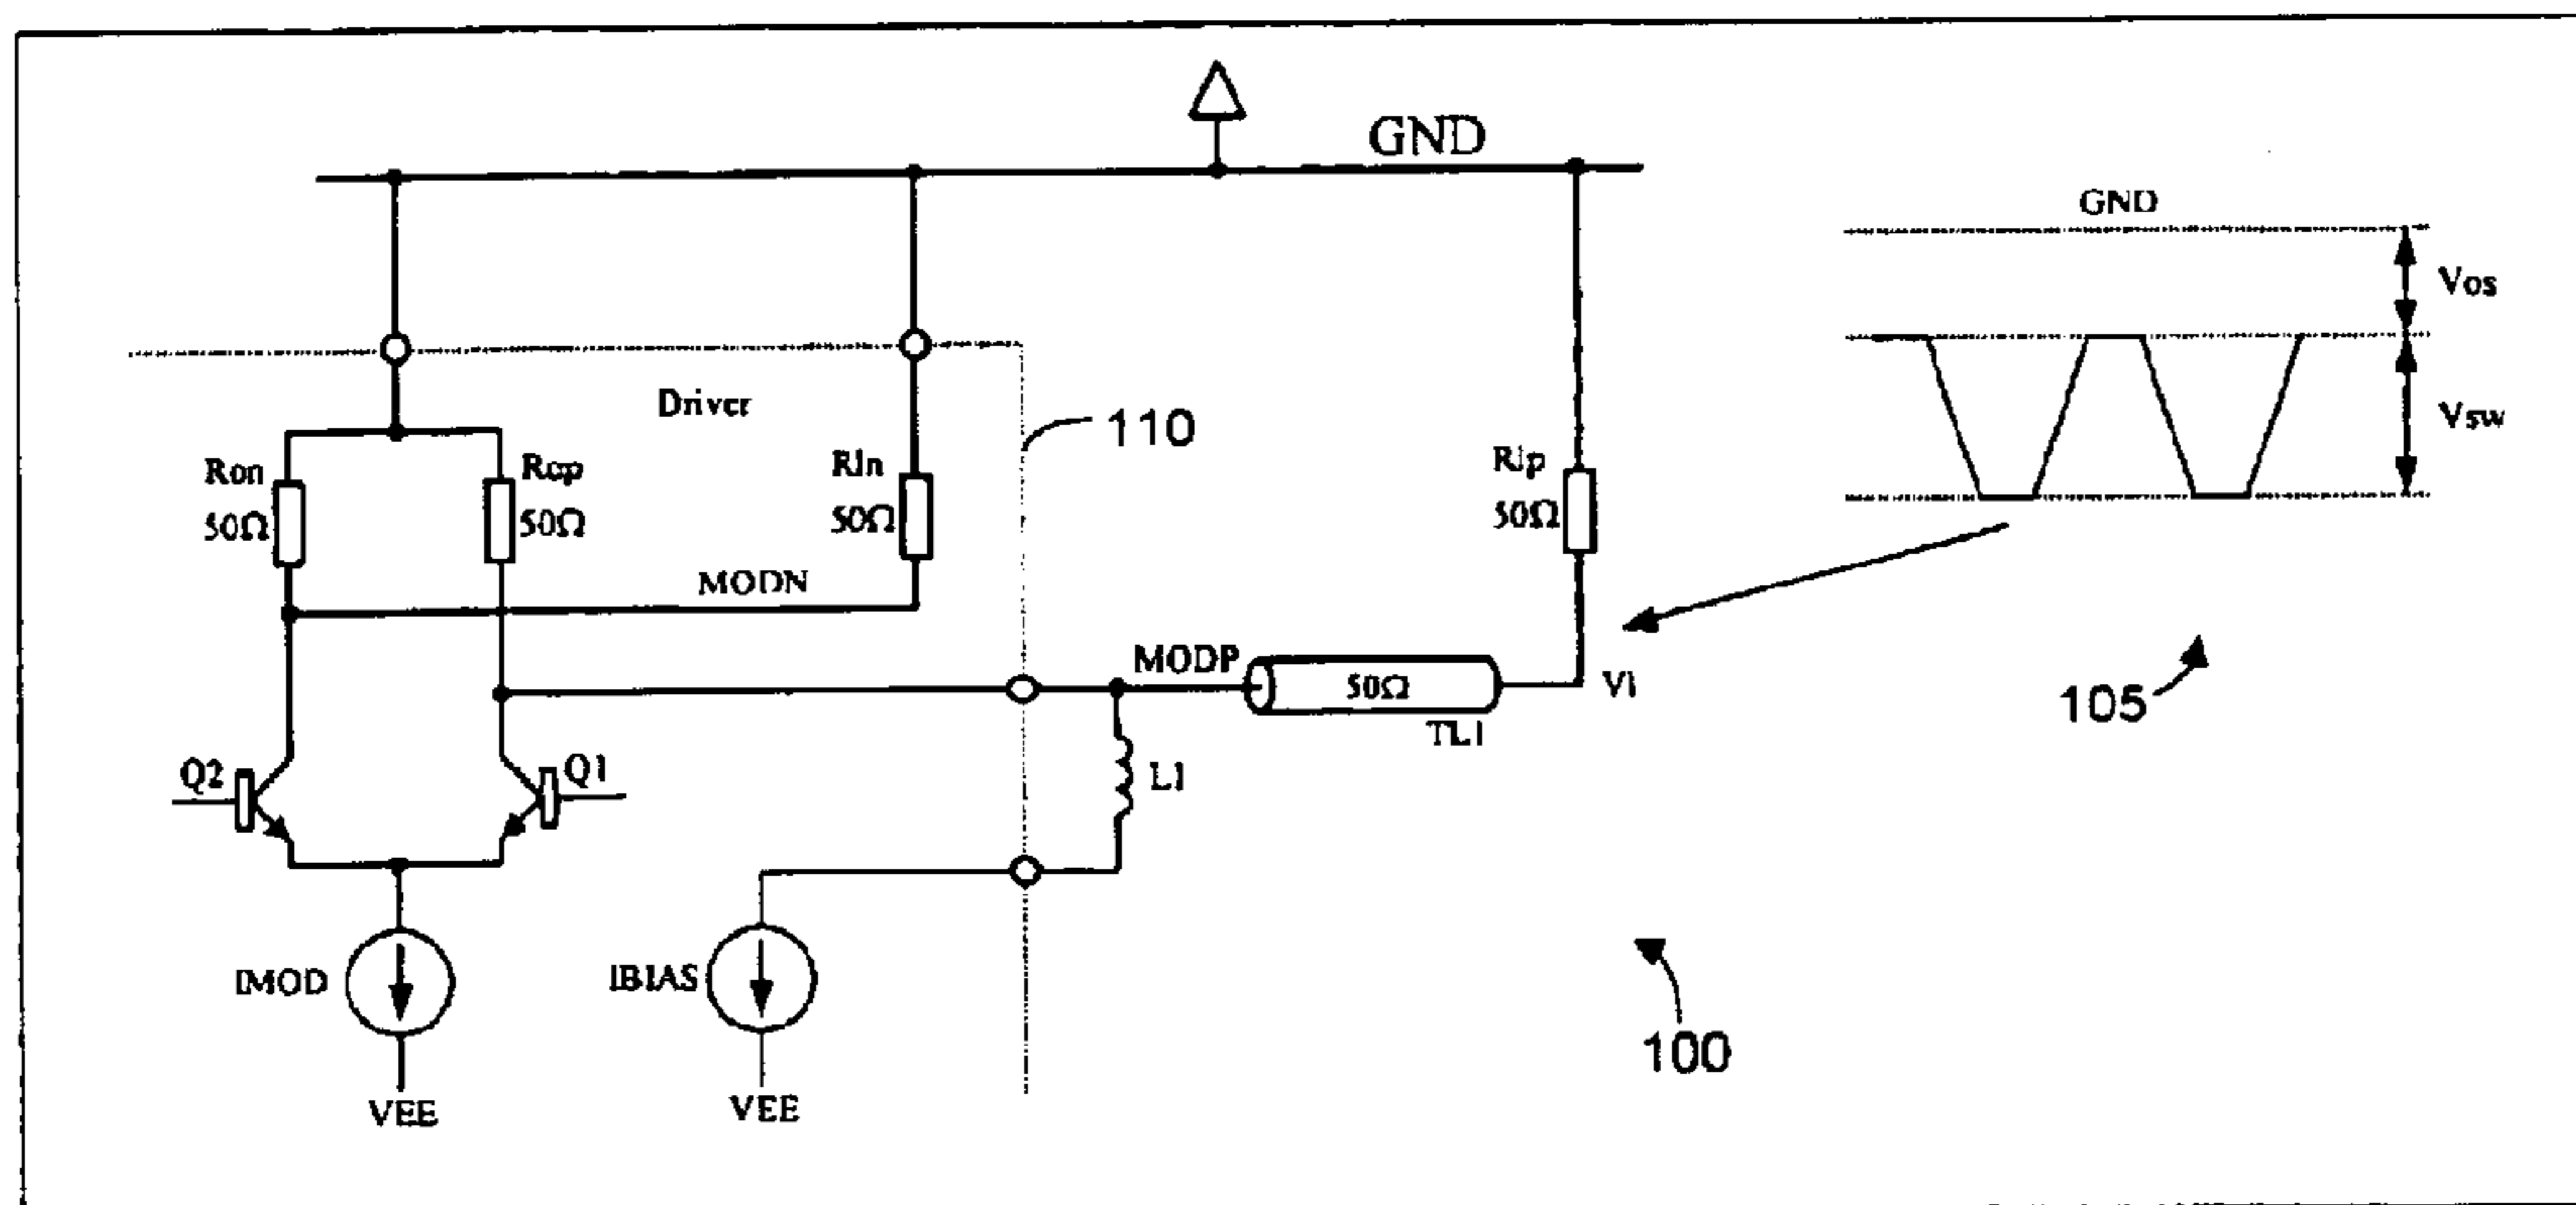 GND
GND
Vos
Driver
110
Vsw
Ron
50Ω
Rop
50Ω
Rln
50Ω
Rlp
50Ω
MODN
MODP
50Ω
Vl
TL1
105
Q2
Q1
L1
IMOD
IBIAS
100
VEE
VEE